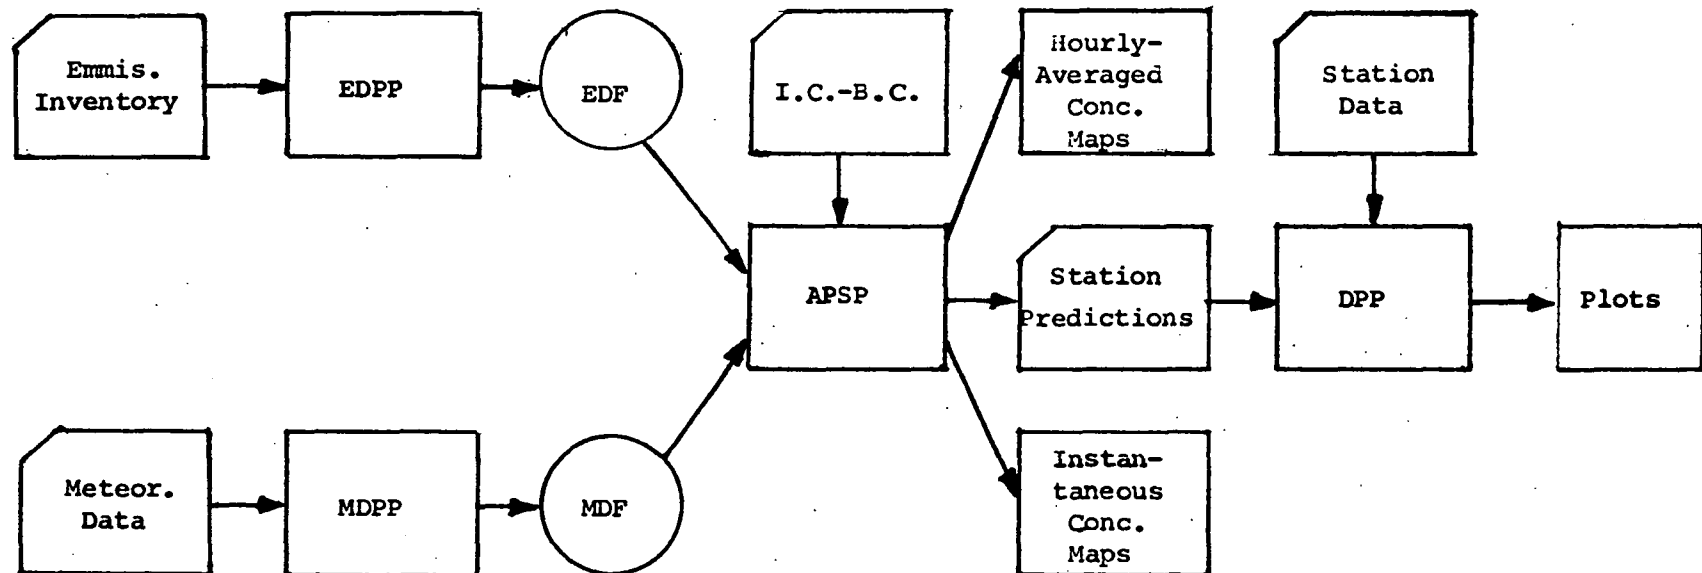 Emmis.
Inventory
EDPP
EDF
I.C.-B.C.
Hourly-
Averaged
Conc.
Maps
Station
Data
APSP
Station
Predictions
DPP
Plots
Meteor.
Data
MDPP
MDF
Instan-
taneous
Conc.
Maps